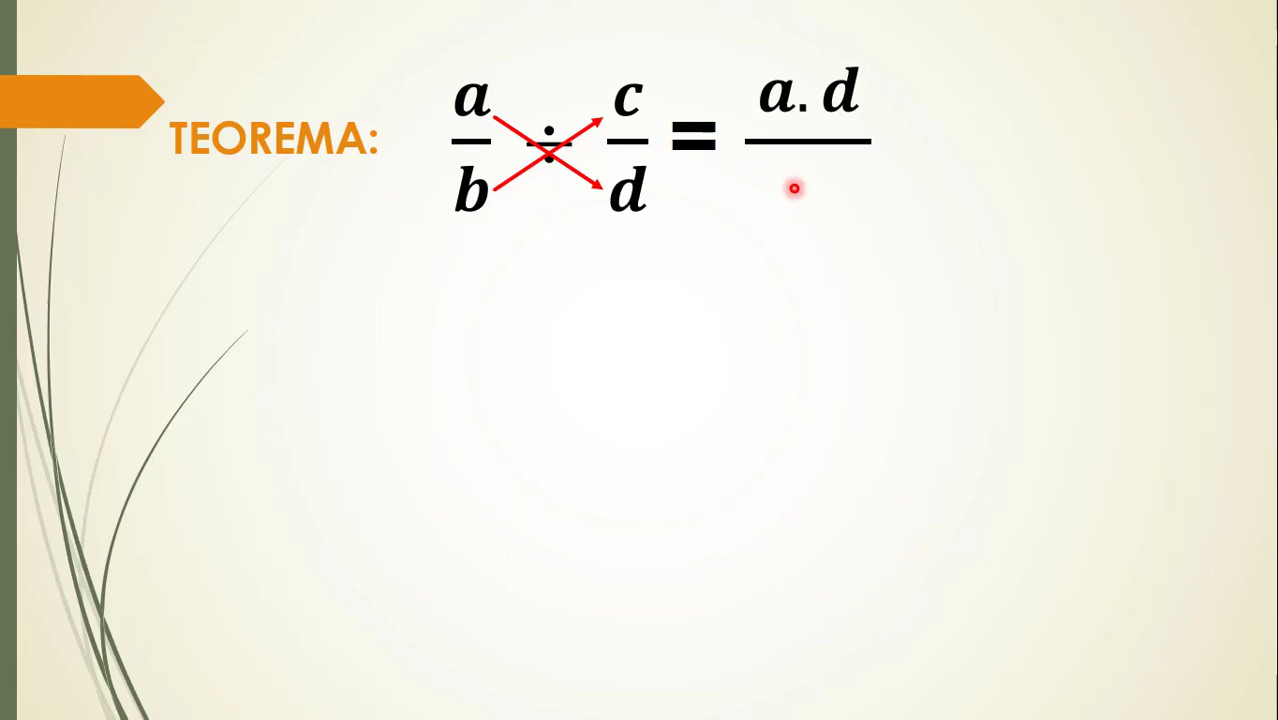 TEOREMA: a/b ÷ c/d = a. d